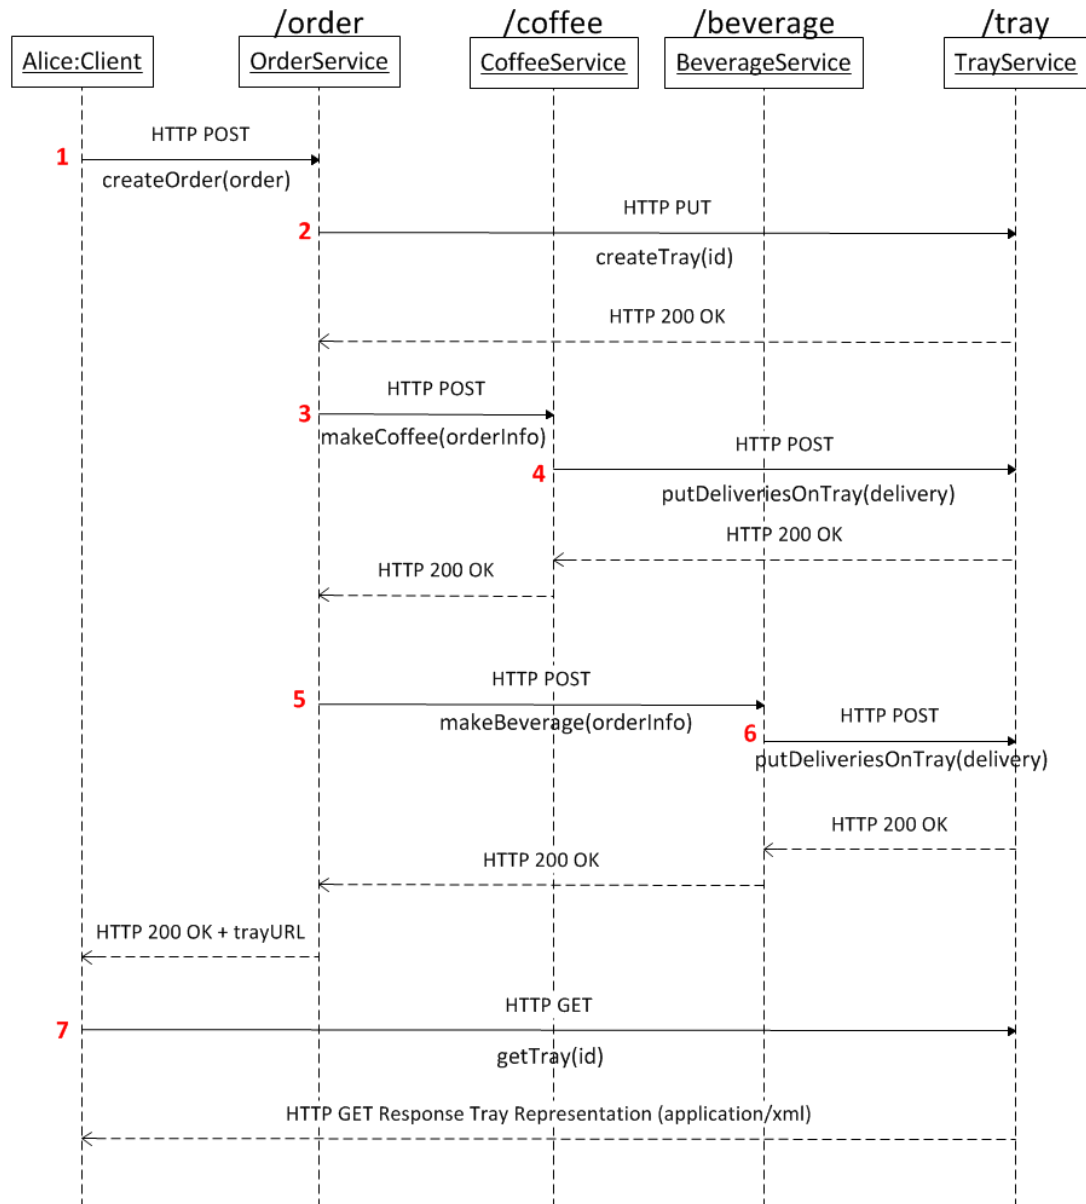 /order
/coffee
/beverage
/tray
Alice:Client
OrderService
CoffeeService
BeverageService
TrayService
HTTP POST
1
createOrder(order)
HTTP PUT
2
createTray(id)
HTTP 200 OK
HTTP POST
3
makeCoffee(orderInfo)
HTTP POST
4
putDeliveriesOnTray(delivery)
HTTP 200 OK
HTTP 200 OK
HTTP POST
5
makeBeverage(orderInfo)
HTTP POST
6
putDeliveriesOnTray(delivery)
HTTP 200 OK
HTTP 200 OK
HTTP 200 OK + trayURL
HTTP GET
7
getTray(id)
HTTP GET Response Tray Representation (application/xml)